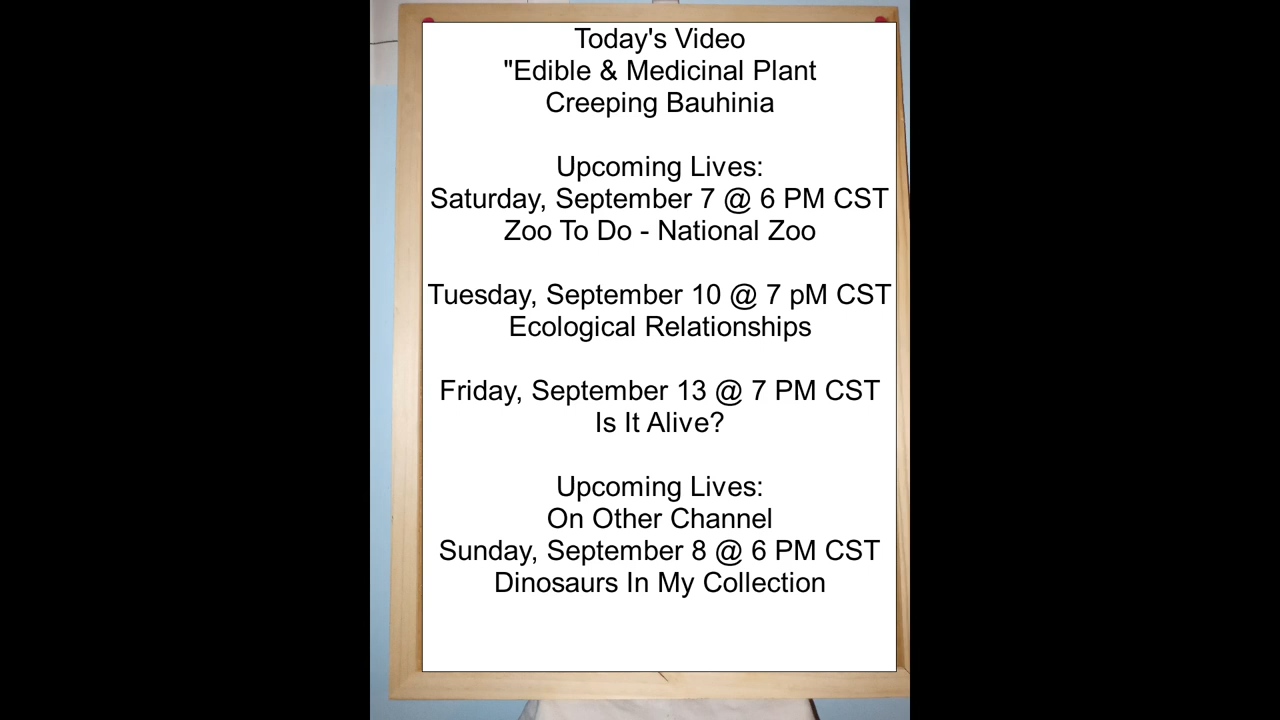 Today's Video
"Edible & Medicinal Plant
Creeping Bauhinia
Upcoming Lives:
Saturday, September 7 @ 6 PM CST
Zoo To Do - National Zoo
Tuesday, September 10 @ 7 pM CST
Ecological Relationships
Friday, September 13 @ 7 PM CST
Is It Alive?
Upcoming Lives:
On Other Channel
Sunday, September 8 @ 6 PM CST
Dinosaurs In My Collection